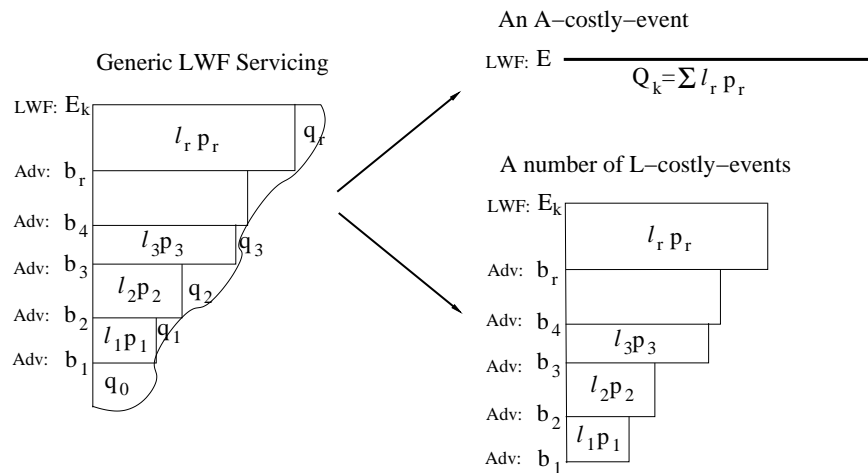 Generic LWF Servicing
LWF: E_k
l_r p_r
q_r
Adv: b_r
Adv: b_4
l_3p_3
q_3
Adv: b_3
l_2p_2
q_2
Adv: b_2
l_1p_1
q_1
Adv: b_1
q_0
An A−costly−event
LWF: E
Q_k=Σ l_r p_r
A number of L−costly−events
LWF: E_k
l_r p_r
Adv: b_r
Adv: b_4
l_3p_3
Adv: b_3
l_2p_2
Adv: b_2
l_1p_1
Adv: b_1